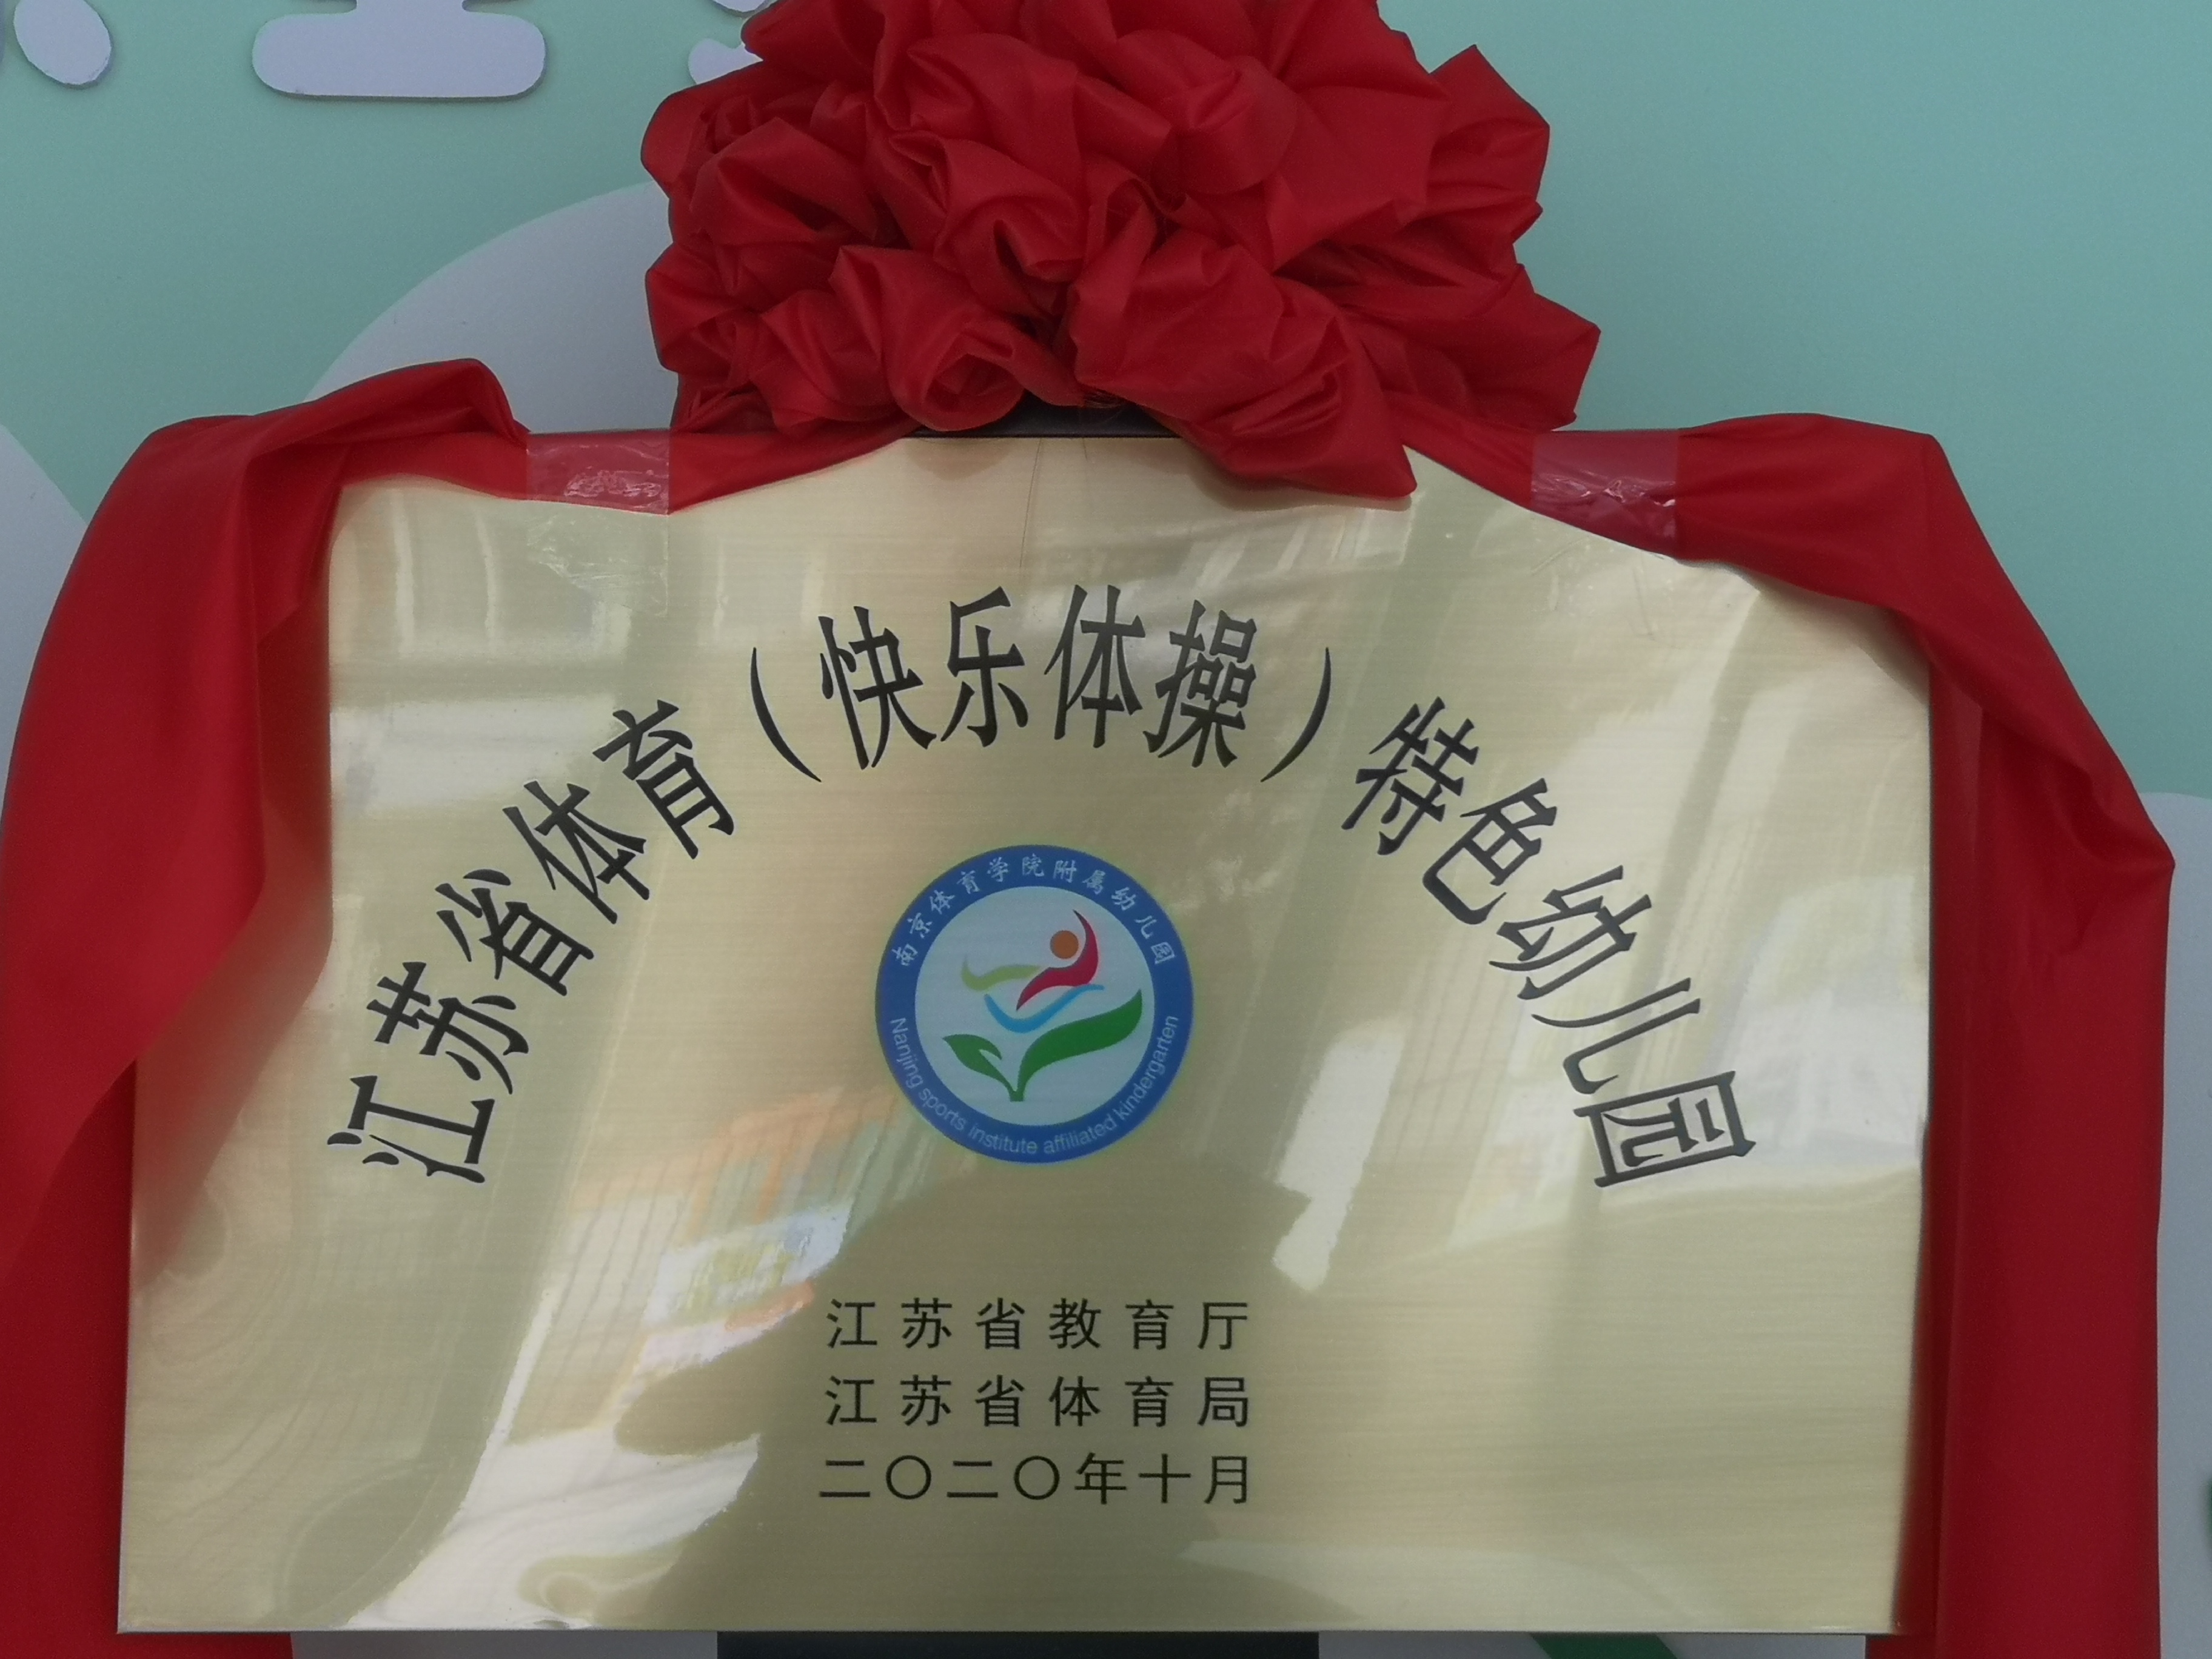 江苏省体育（快乐体操）特色幼儿园
南京体育学院附属幼儿园
Nanjing sports institute affiliated kindergarten
江苏省教育厅
江苏省体育局
二〇二〇年十月